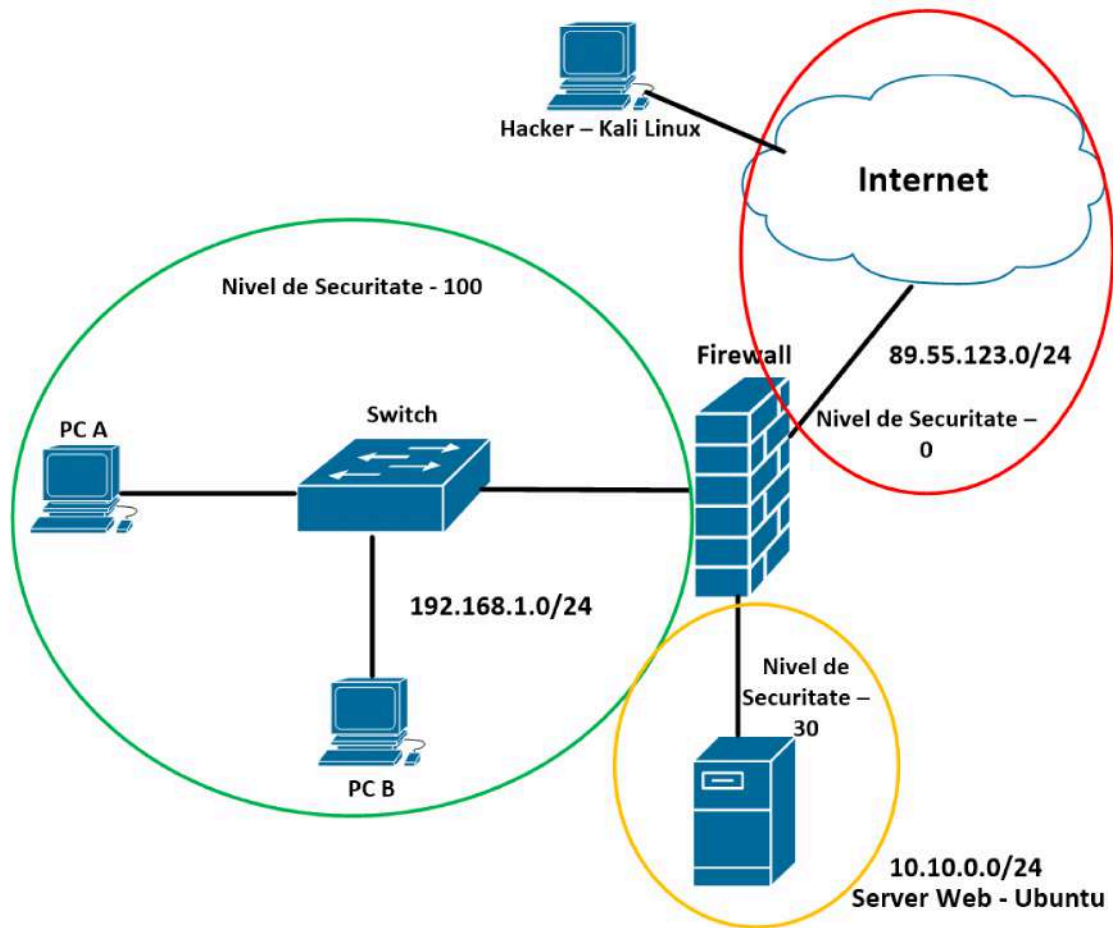 Hacker – Kali Linux
Internet
Nivel de Securitate - 100
Firewall
89.55.123.0/24
Nivel de Securitate –
0
PC A
Switch
192.168.1.0/24
PC B
Nivel de
Securitate –
30
10.10.0.0/24
Server Web - Ubuntu